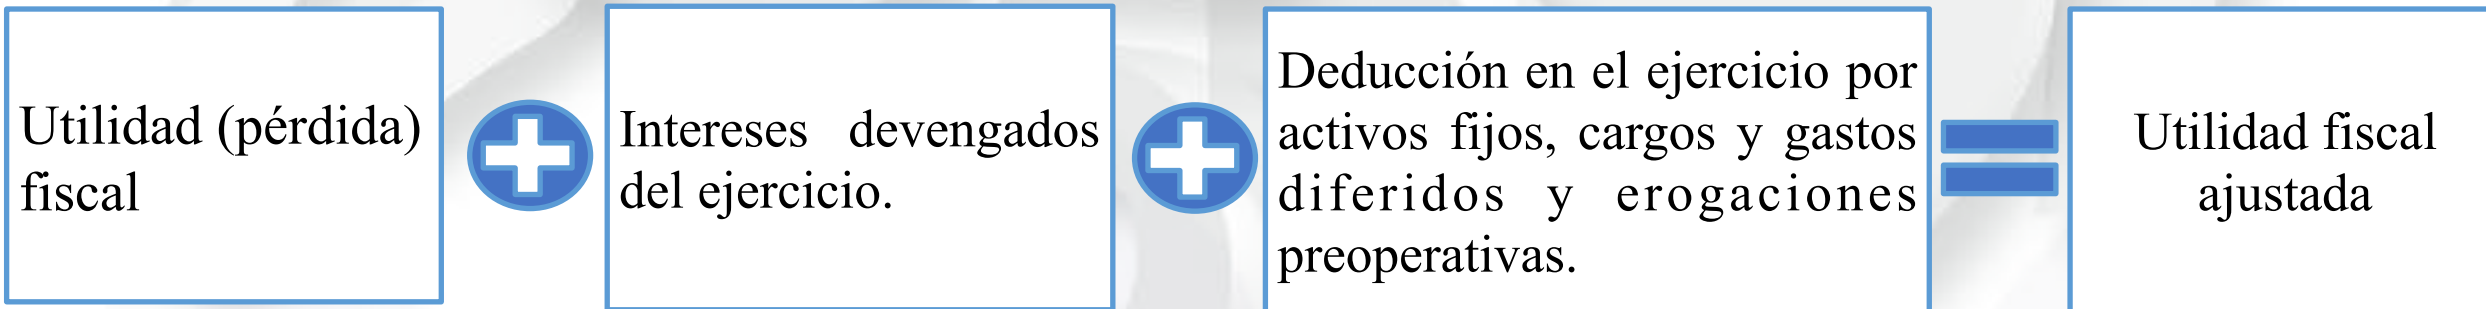 Utilidad (pérdida)
fiscal
Intereses devengados
del ejercicio.
Deducción en el ejercicio por
activos fijos, cargos y gastos
diferidos y erogaciones
preoperativas.
Utilidad fiscal
ajustada